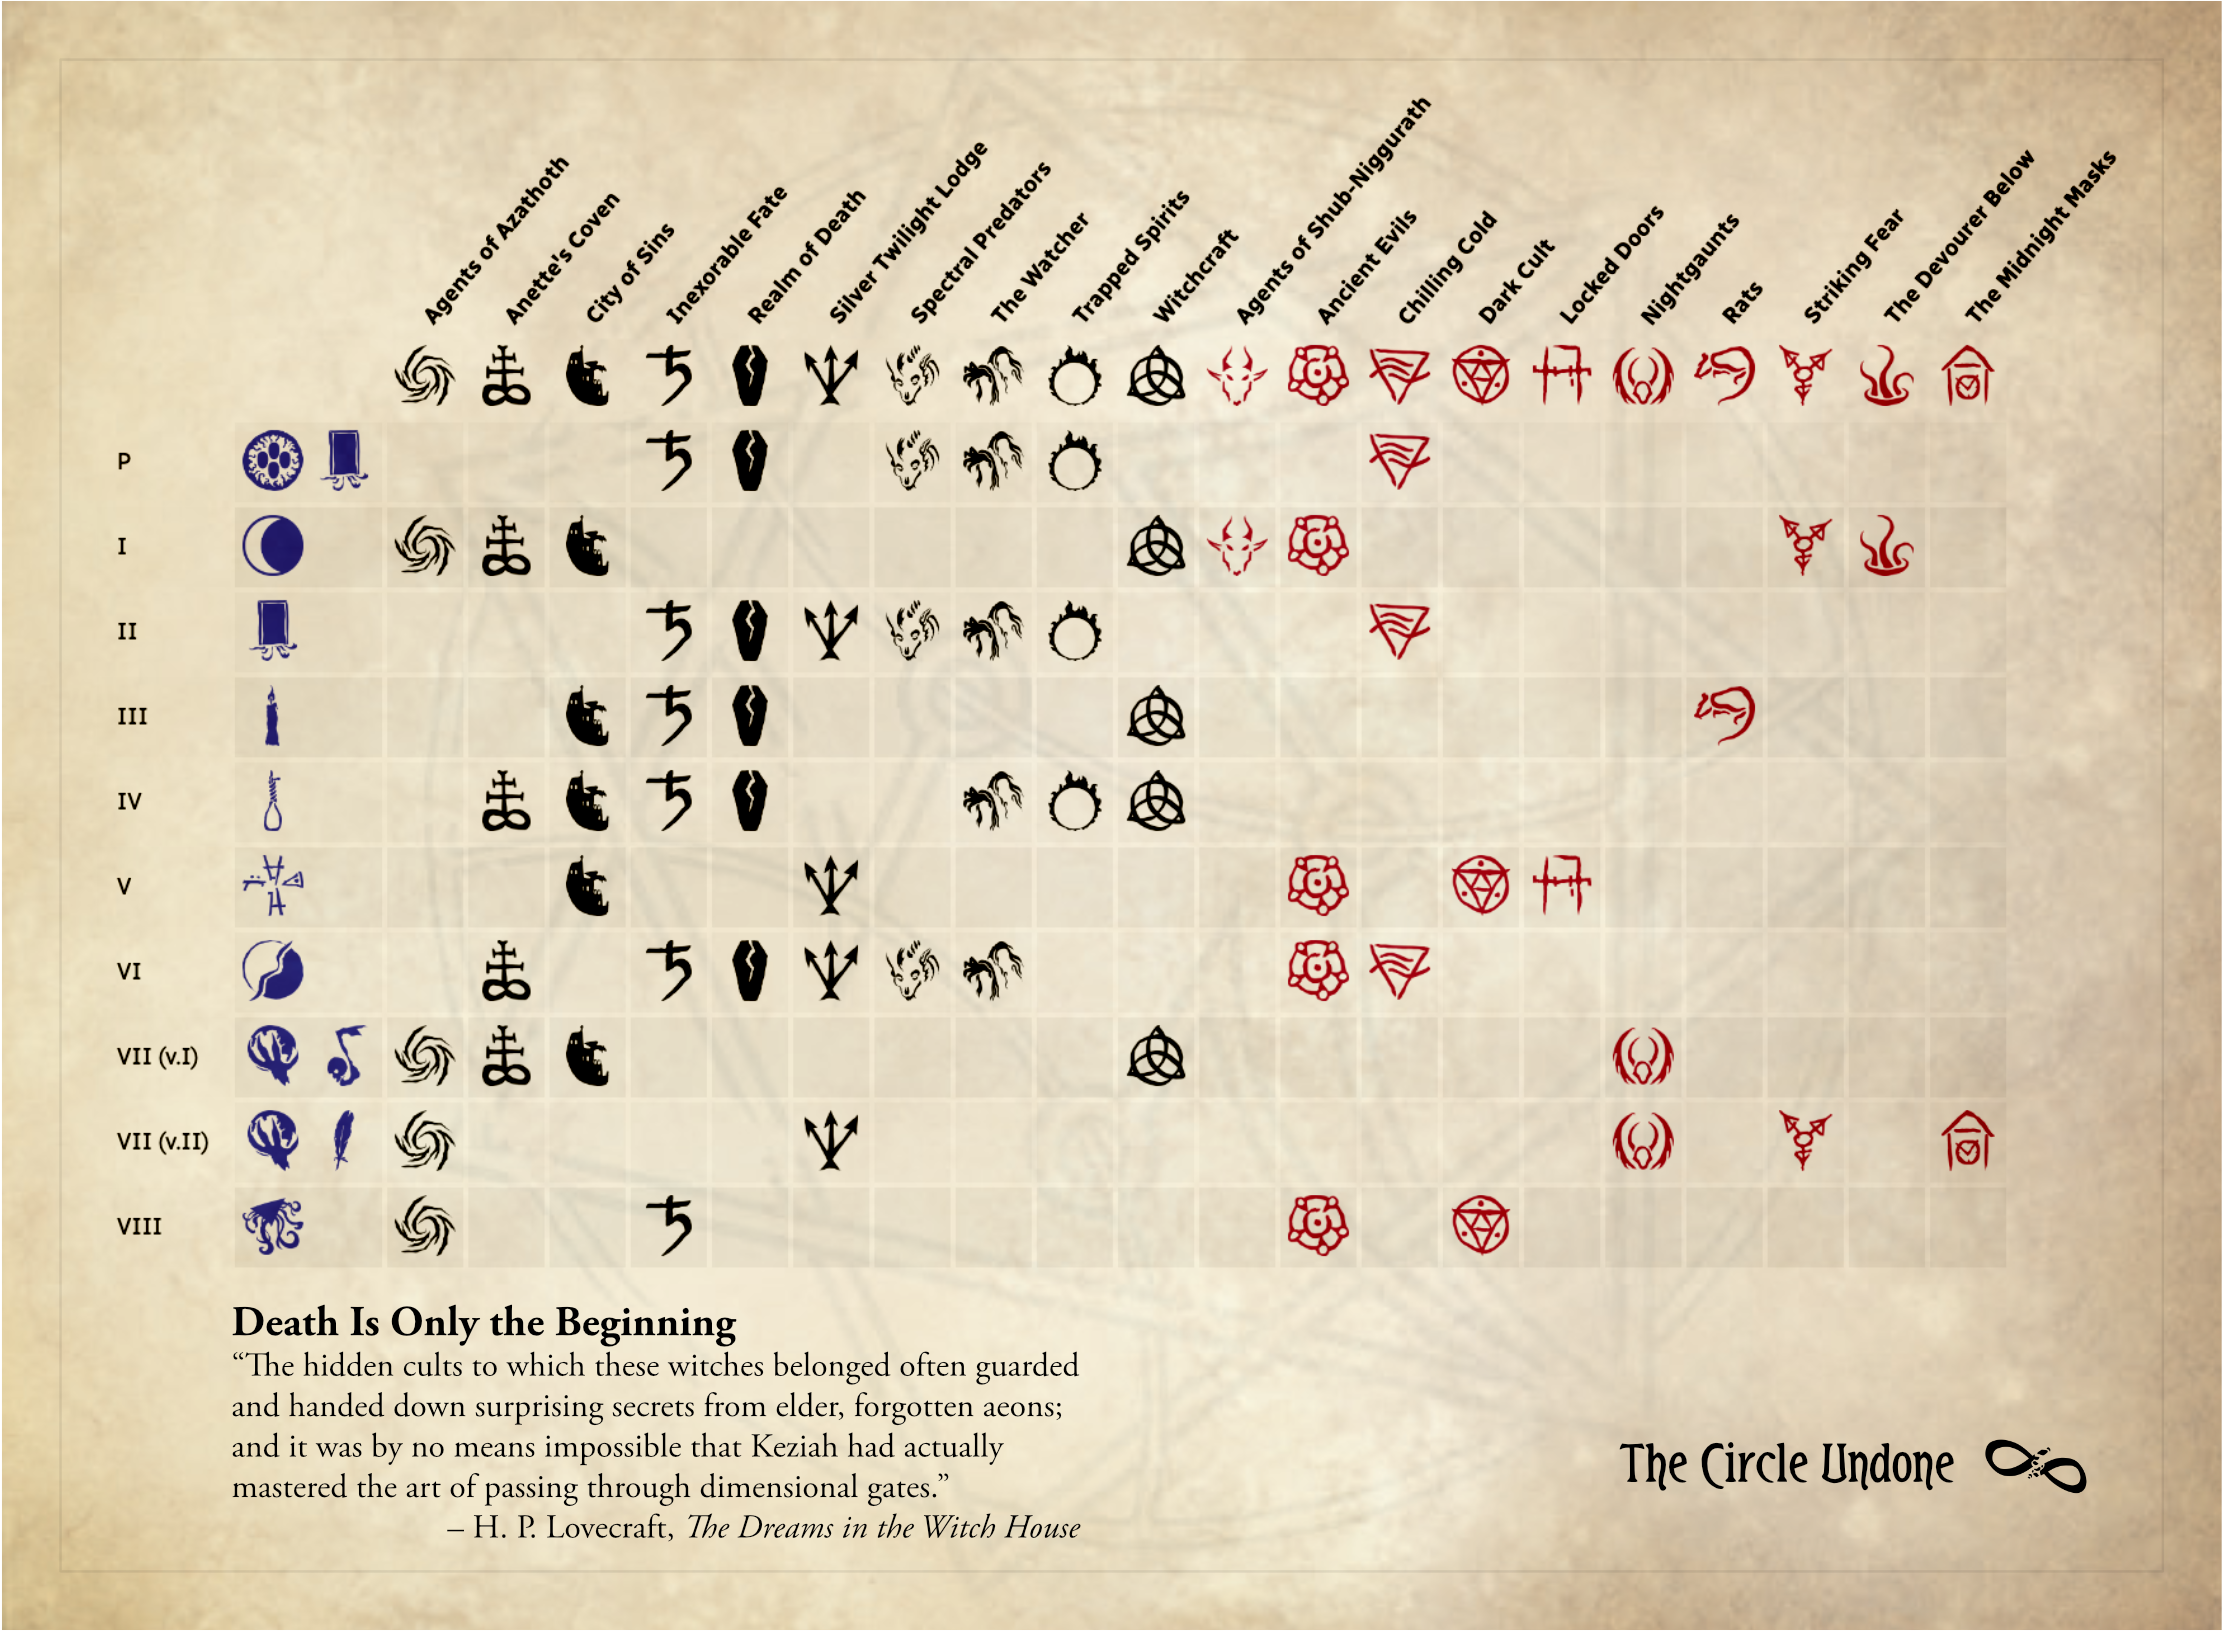 Agents of Azathoth
Anette's Coven
City of Sins
Inexorable Fate
Realm of Death
Silver Twilight Lodge
Spectral Predators
The Watcher
Trapped Spirits
Witchcraft
Agents of Shub-Niggurath
Ancient Evils
Chilling Cold
Dark Cult
Locked Doors
Nightgaunts
Rats
Striking Fear
The Devourer Below
The Midnight Masks
P
I
II
III
IV
V
VI
VII (v.I)
VII (v.II)
VIII
Death Is Only the Beginning
“The hidden cults to which these witches belonged often guarded
and handed down surprising secrets from elder, forgotten aeons;
and it was by no means impossible that Keziah had actually
mastered the art of passing through dimensional gates.”
– H. P. Lovecraft, The Dreams in the Witch House
The Circle Undone